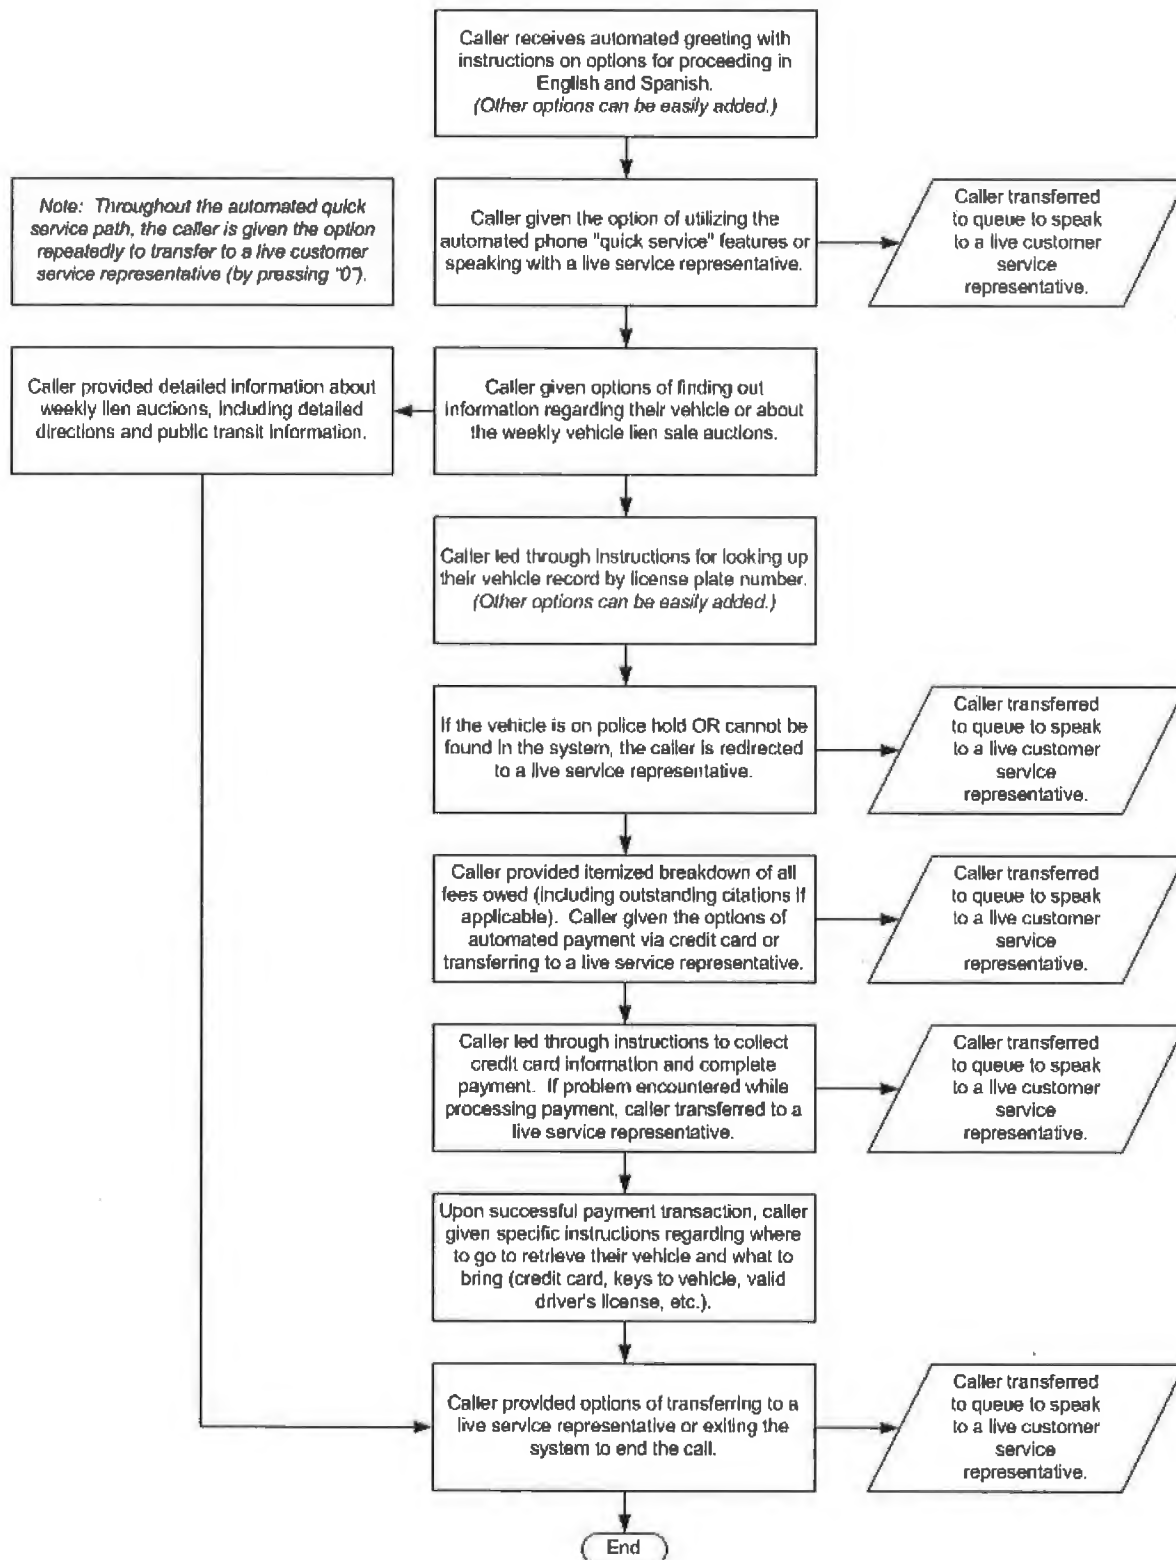 Caller receives automated greeting with
instructions on options for proceeding in
English and Spanish.
(Other options can be easily added.)
Note: Throughout the automated quick
service path, the caller is given the option
repeatedly to transfer to a live customer
service representative (by pressing "0").
Caller given the option of utilizing the
automated phone "quick service" features or
speaking with a live service representative.
Caller transferred
to queue to speak
to a live customer
service
representative.
Caller provided detailed information about
weekly lien auctions, including detailed
directions and public transit information.
Caller given options of finding out
information regarding their vehicle or about
the weekly vehicle lien sale auctions.
Caller led through instructions for looking up
their vehicle record by license plate number.
(Other options can be easily added.)
If the vehicle is on police hold OR cannot be
found in the system, the caller is redirected
to a live service representative.
Caller transferred
to queue to speak
to a live customer
service
representative.
Caller provided itemized breakdown of all
fees owed (including outstanding citations if
applicable). Caller given the options of
automated payment via credit card or
transferring to a live service representative.
Caller transferred
to queue to speak
to a live customer
service
representative.
Caller led through instructions to collect
credit card information and complete
payment. If problem encountered while
processing payment, caller transferred to a
live service representative.
Caller transferred
to queue to speak
to a live customer
service
representative.
Upon successful payment transaction, caller
given specific instructions regarding where
to go to retrieve their vehicle and what to
bring (credit card, keys to vehicle, valid
driver's license, etc.).
Caller provided options of transferring to a
live service representative or exiting the
system to end the call.
Caller transferred
to queue to speak
to a live customer
service
representative.
End